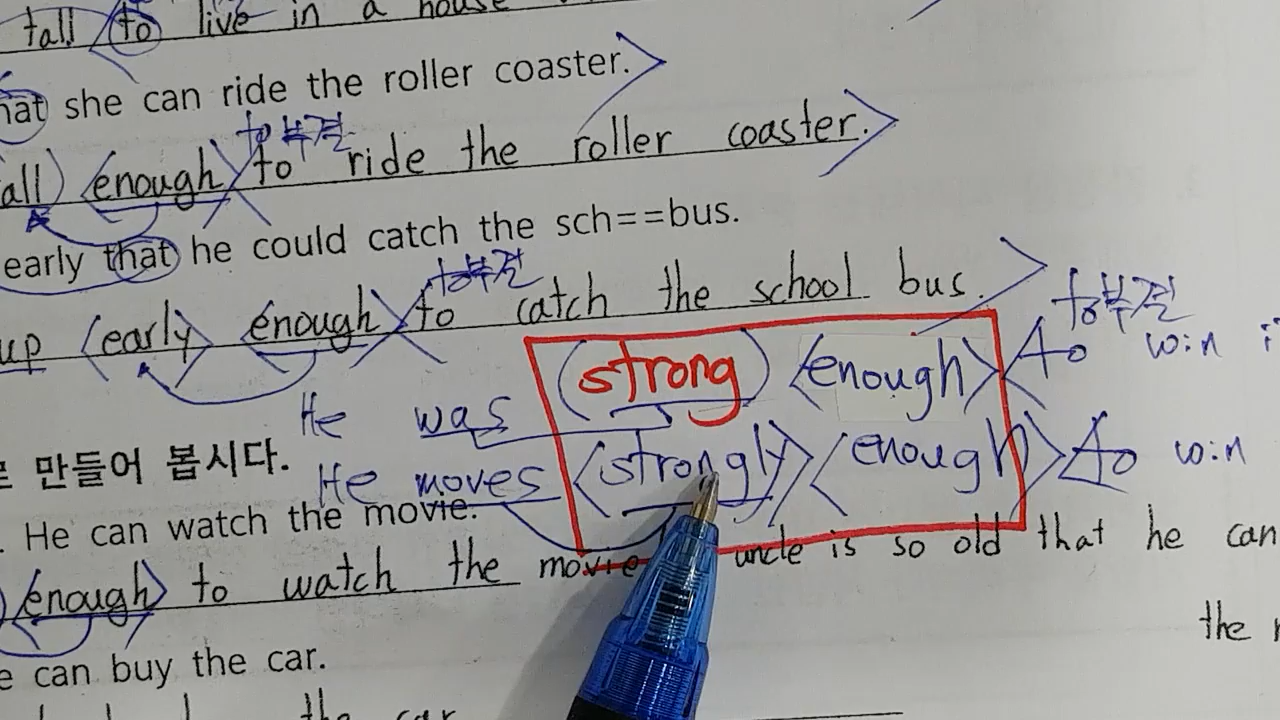 tall to live in a house
she can ride the roller coaster.
to부정
enough to ride the roller coaster.
early that he could catch the sch==bus.
to부정
up early enough to catch the school bus.
to부정
He was strong enough to win
만들어 봅시다.
He moves strongly enough to win
He can watch the movie.
uncle is so old that he can
enough to watch the movie
the
can buy the car.
the car